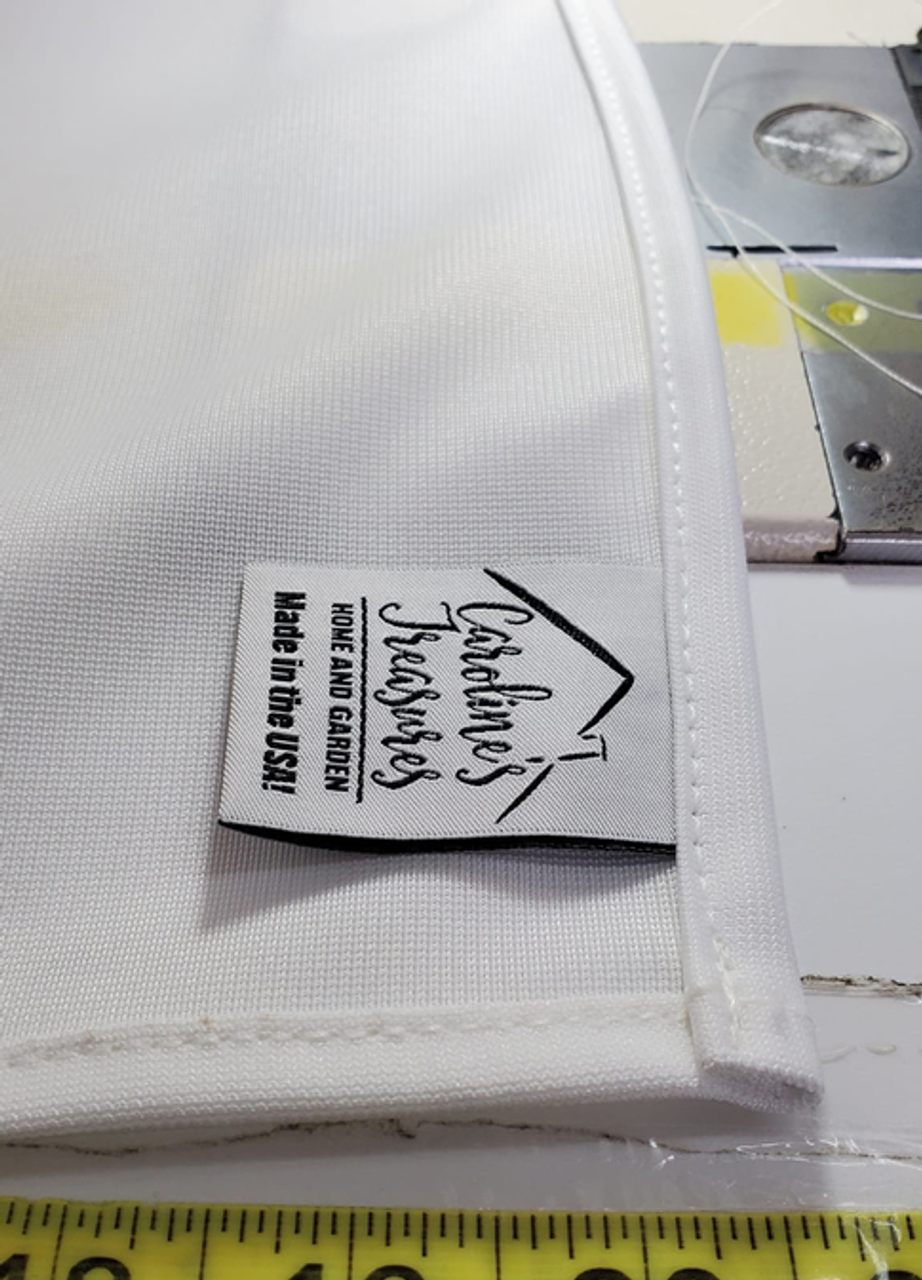 Caroline's
Treasures
HOME AND GARDEN
Made in the USA!